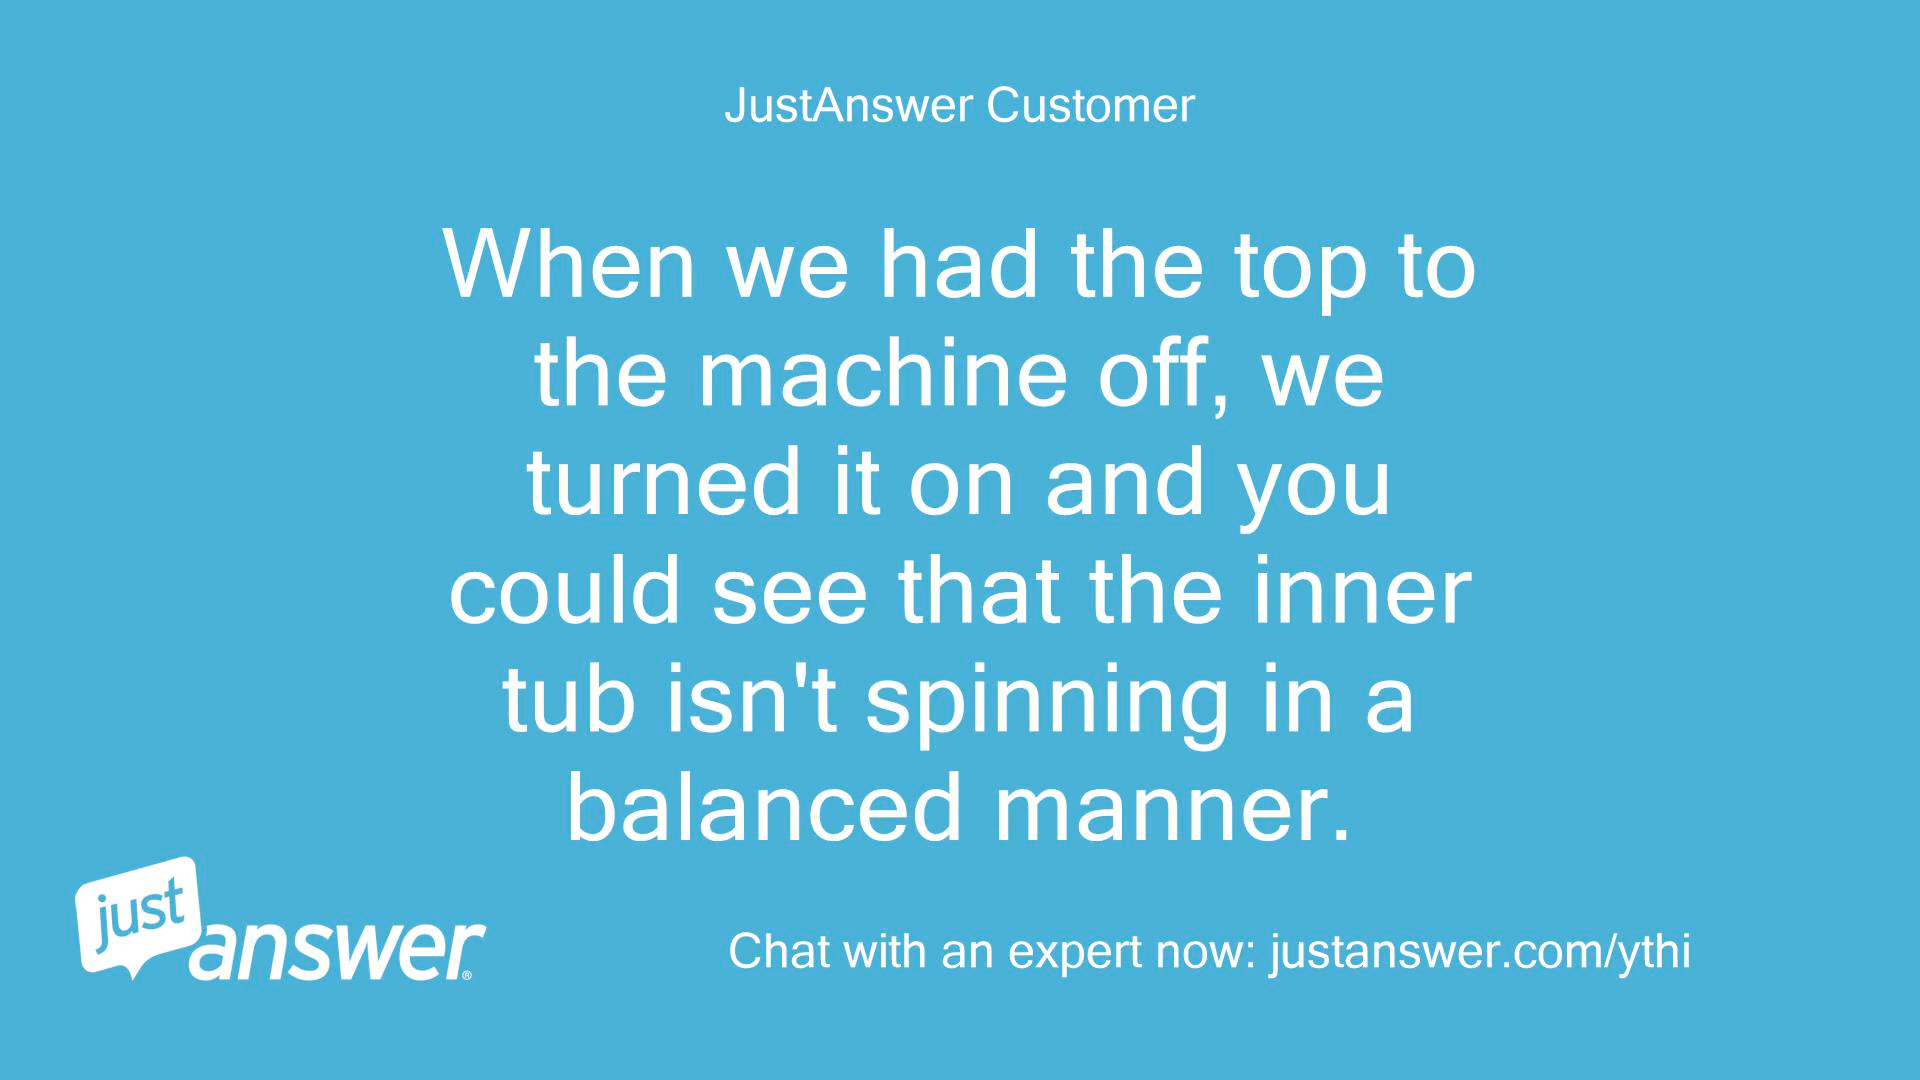 JustAnswer Customer
When we had the top to
the machine off, we
turned it on and you
could see that the inner
tub isn't spinning in a
balanced manner.
just
answer®
Chat with an expert now: justanswer.com/ythi